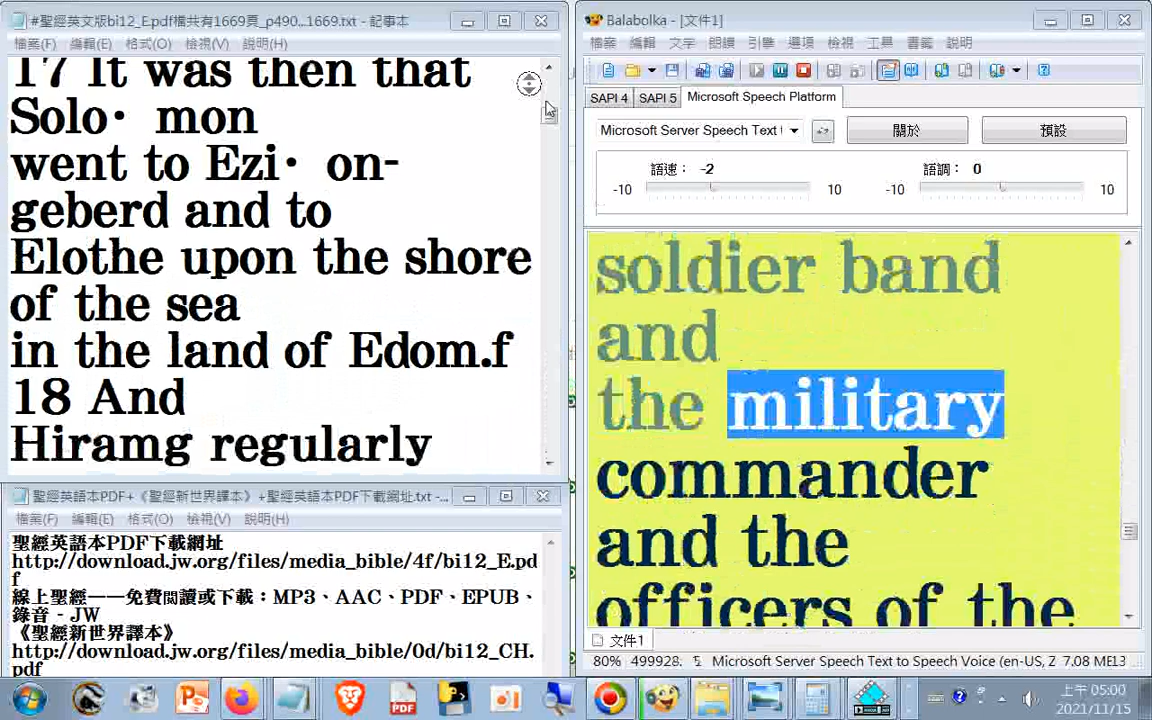 #聖經英文版bi12_E.pdf檔共有1669頁_p490...1669.txt - 記事本
檔案(F) 編輯(E) 格式(O) 檢視(V) 說明(H)
17 It was then that
Solo· mon
went to Ezi· on-
geberd and to
Elothe upon the shore
of the sea
in the land of Edom.f
18 And
Hiramg regularly
聖經英語本PDF+《聖經新世界譯本》+聖經英語本PDF下載網址.txt - ...
檔案(F) 編輯(E) 格式(O) 檢視(V) 說明(H)
聖經英語本PDF下載網址
http://download.jw.org/files/media_bible/4f/bi12_E.pd
f
線上聖經——免費閱讀或下載：MP3、AAC、PDF、EPUB、
錄音 - JW
《聖經新世界譯本》
http://download.jw.org/files/media_bible/0d/bi12_CH.
pdf
Balabolka - [文件1]
檔案 編輯 文字 朗讀 引擎 選項 檢視 工具 書籤 說明
SAPI 4 SAPI 5 Microsoft Speech Platform
Microsoft Server Speech Text 關於 預設
語速： -2 語調： 0
-10 10 -10 10
soldier band
and
the military
commander
and the
officers of the
文件1
80% 499928. Microsoft Server Speech Text to Speech Voice (en-US, Z 7.08 ME13
上午 05:00
2021/11/15